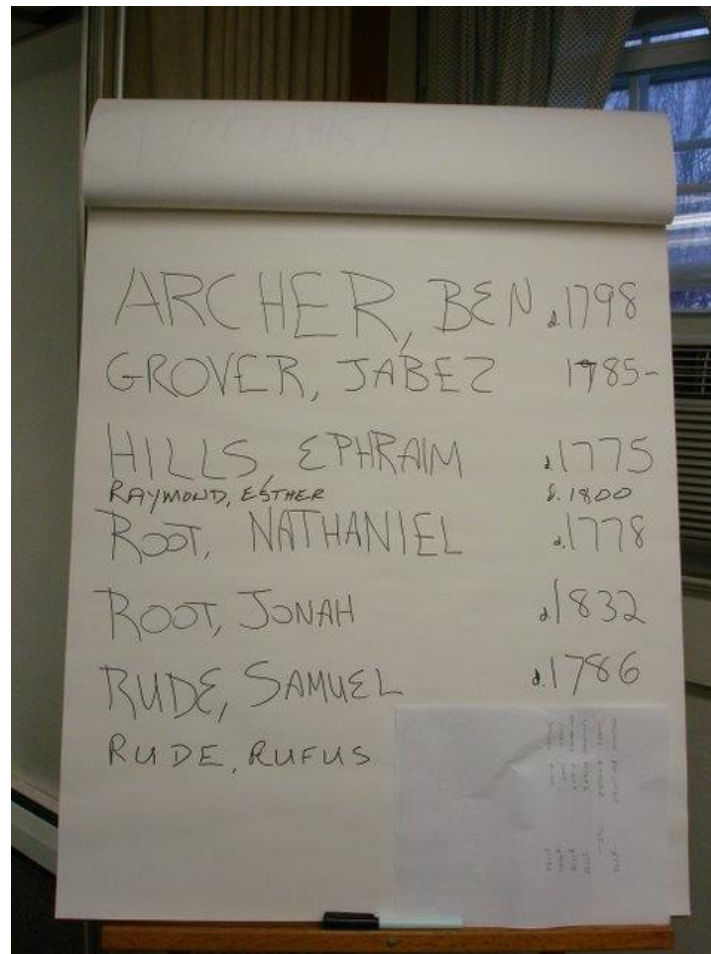 ARCHER, BEN d.1798
GROVER, JABEZ 1785-
HILLS, EPHRAIM d.1775
RAYMOND, ESTHER d.1800
ROOT, NATHANIEL d.1778
ROOT, JONAH d.1832
RUDE, SAMUEL d.1786
RUDE, RUFUS